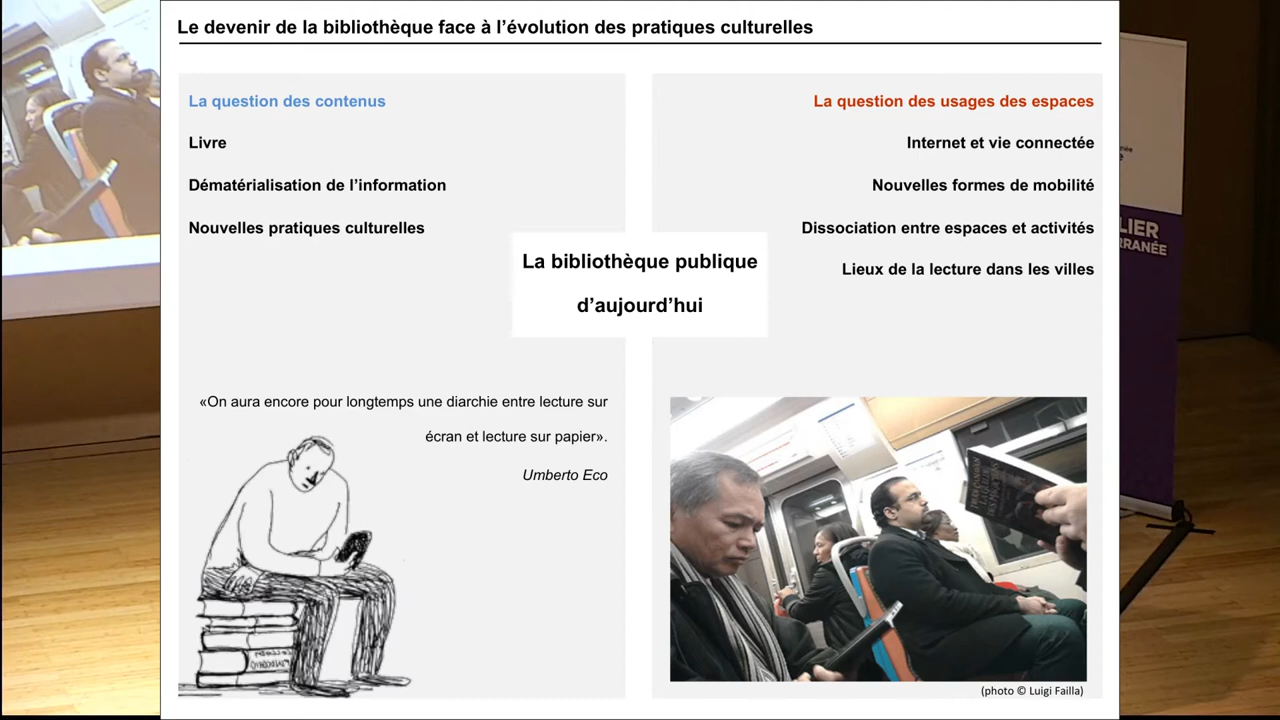 Le devenir de la bibliothèque face à l’évolution des pratiques culturelles
La question des contenus
Livre
Dématérialisation de l’information
Nouvelles pratiques culturelles
La question des usages des espaces
Internet et vie connectée
Nouvelles formes de mobilité
Dissociation entre espaces et activités
Lieux de la lecture dans les villes
La bibliothèque publique
d’aujourd’hui
«On aura encore pour longtemps une diarchie entre lecture sur
écran et lecture sur papier».
Umberto Eco
(photo © Luigi Failla)
LIER
RRANÉE